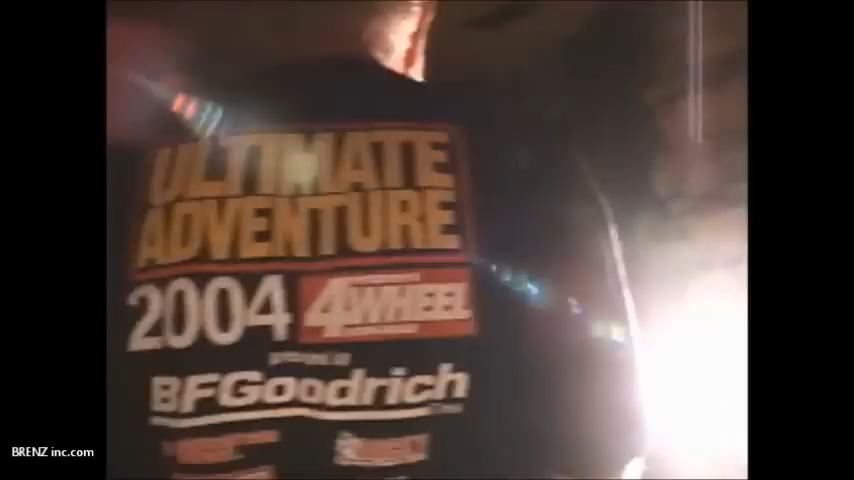 ULTIMATE
ADVENTURE
2004 4WHEEL
BFGoodrich
BRENZ inc.com